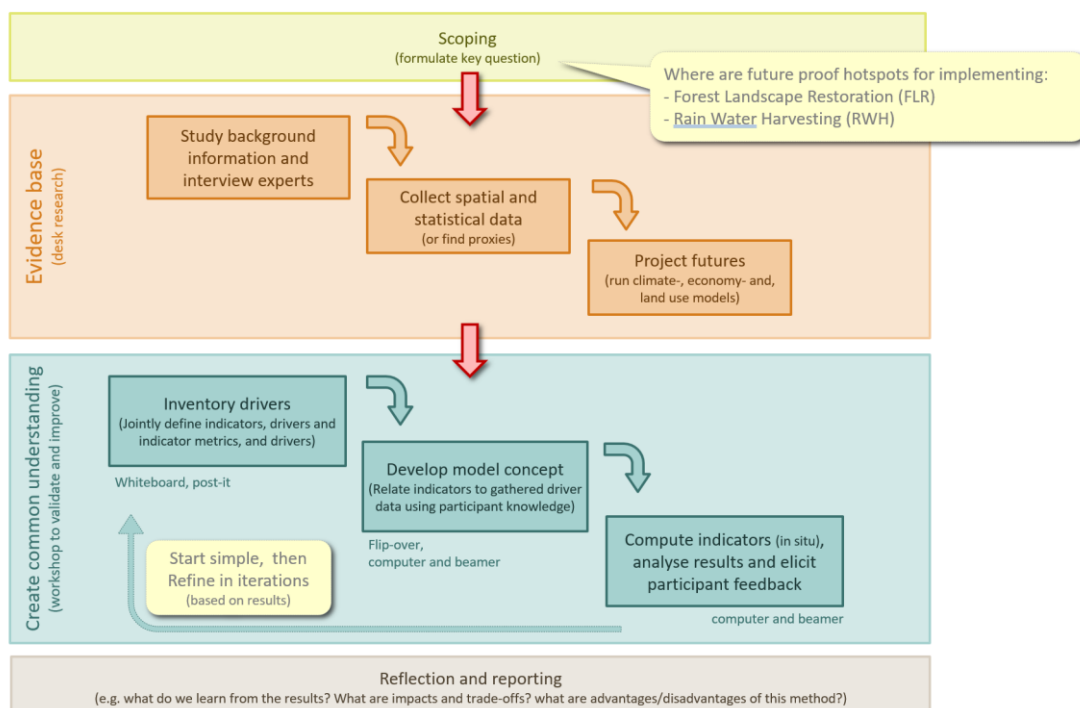 Scoping
(formulate key question)
Where are future proof hotspots for implementing:
- Forest Landscape Restoration (FLR)
- Rain Water Harvesting (RWH)
Evidence base
(desk research)
Study background
information and
interview experts
Collect spatial and
statistical data
(or find proxies)
Project futures
(run climate-, economy- and,
land use models)
Create common understanding
(workshop to validate and improve)
Inventory drivers
(Jointly define indicators, drivers and
indicator metrics, and drivers)
Whiteboard, post-it
Develop model concept
(Relate indicators to gathered driver
data using participant knowledge)
Flip-over,
computer and beamer
Compute indicators (in situ),
analyse results and elicit
participant feedback
computer and beamer
Start simple, then
Refine in iterations
(based on results)
Reflection and reporting
(e.g. what do we learn from the results? What are impacts and trade-offs? what are advantages/disadvantages of this method?)